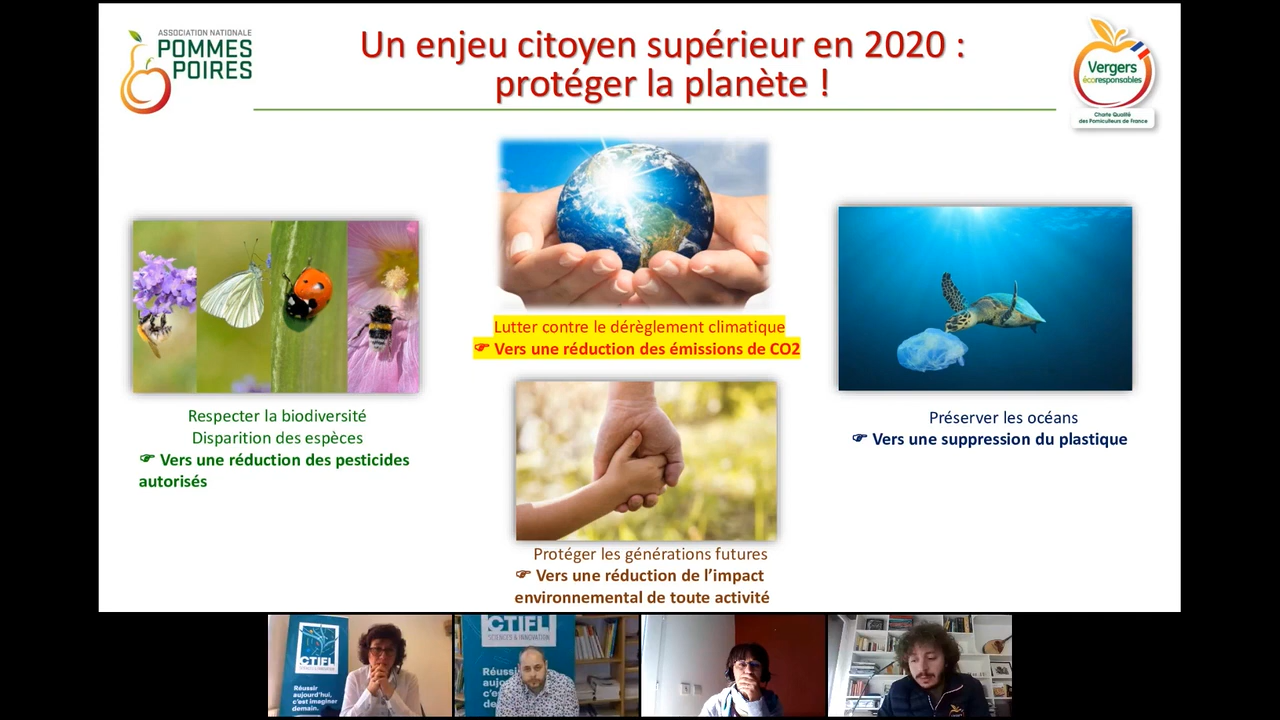 ASSOCIATION NATIONALE
POMMES
POIRES
Un enjeu citoyen supérieur en 2020 :
protéger la planète !
Vergers
écoresponsables
Charte Qualité
des Pomiculteurs de France
Lutter contre le dérèglement climatique
☞ Vers une réduction des émissions de CO2
Respecter la biodiversité
Disparition des espèces
☞ Vers une réduction des pesticides
autorisés
Préserver les océans
☞ Vers une suppression du plastique
Protéger les générations futures
☞ Vers une réduction de l’impact
environnemental de toute activité
CTIFL
Réussir
aujourd'hui,
c'est imaginer
demain.
CTIFL
SCIENCES & INNOVATION
Réussi
aujou
c'es
de